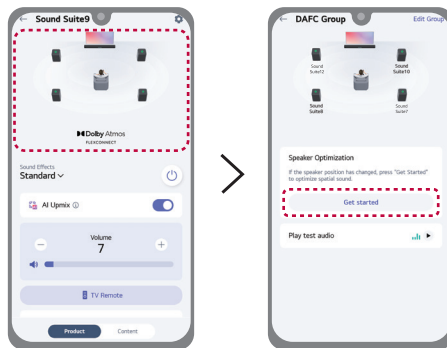 ← Sound Suite9
Dolby Atmos
FLEXCONNECT
Sound Effects
Standard
AI Upmix
Volume
7
TV Remote
Product
Content
← DAFC Group
Edit Group
Sound
Suite12
Sound
Suite10
Sound
Suite8
Sound
Suite7
Speaker Optimization
If the speaker position has changed, press "Get Started"
to optimize spatial sound.
Get started
Play test audio